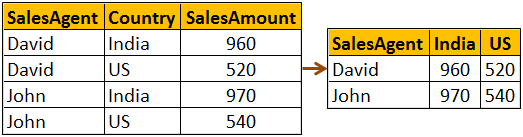 SalesAgent Country SalesAmount
David India 960
David US 520
John India 970
John US 540
SalesAgent India US
David 960 520
John 970 540